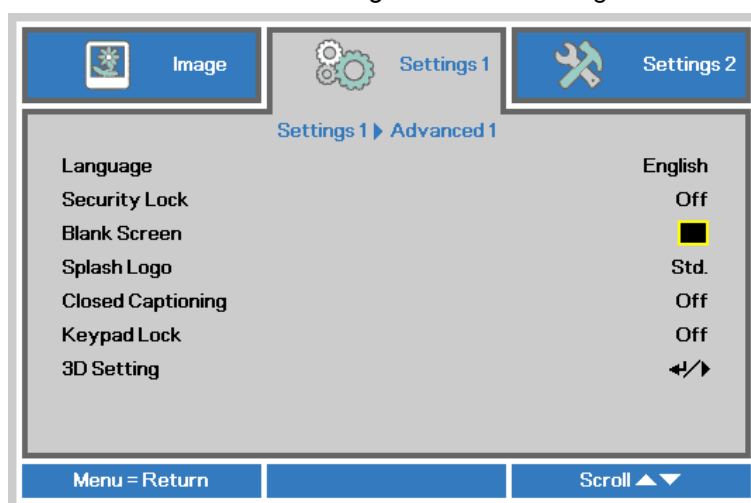 Image
Settings 1
Settings 2
Settings 1 ▶ Advanced 1
Language English
Security Lock Off
Blank Screen
Splash Logo Std.
Closed Captioning Off
Keypad Lock Off
3D Setting ↵/▶
Menu = Return
Scroll ▲▼